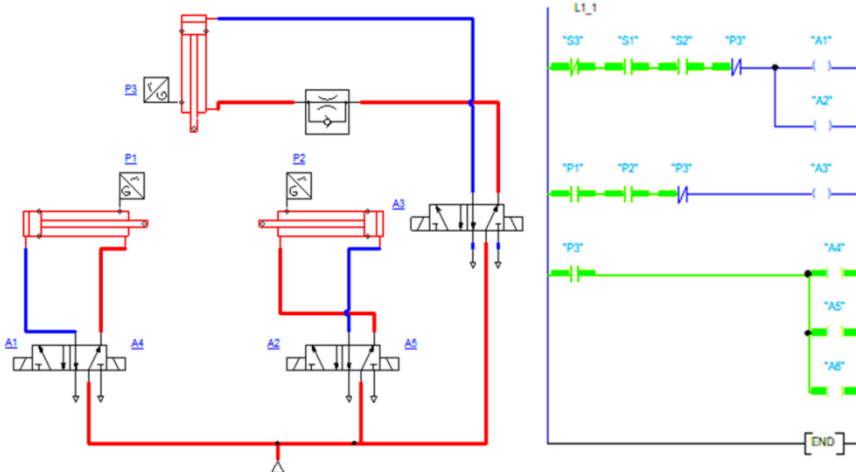 L1_1
"S3" "S1" "S2" "P3" "A1"
"A2"
"P1" "P2" "P3" "A3"
"P3" "A4"
"A5"
"A6"
END
P3
P1 P2
A3
A1 A4 A2 A5